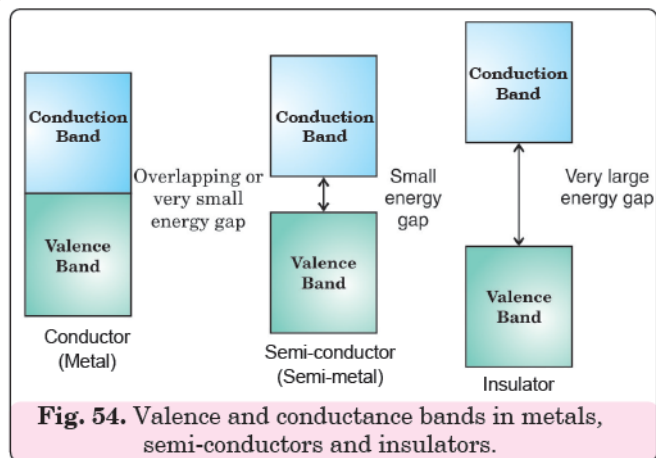 Conduction
Band
Valence
Band
Conductor
(Metal)
Overlapping or
very small
energy gap
Conduction
Band
Valence
Band
Semi-conductor
(Semi-metal)
Small
energy
gap
Conduction
Band
Valence
Band
Insulator
Very large
energy gap
Fig. 54. Valence and conductance bands in metals,
semi-conductors and insulators.